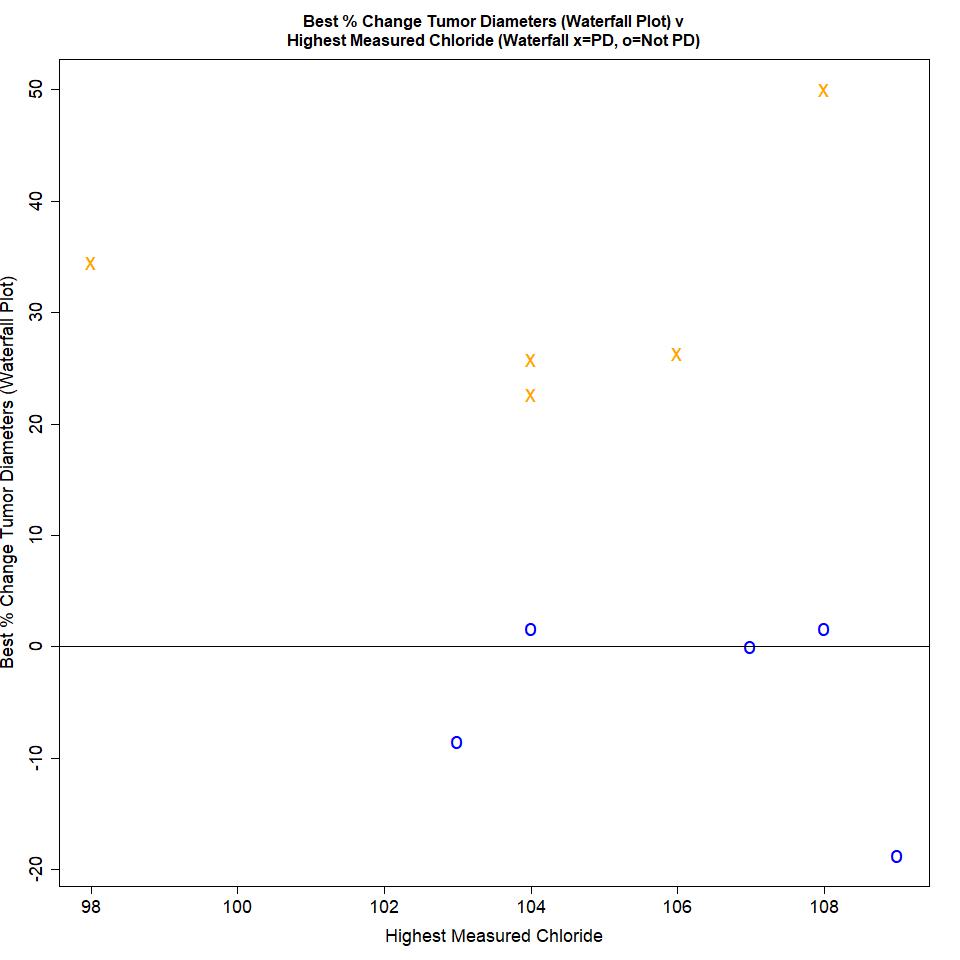 Best % Change Tumor Diameters (Waterfall Plot) v
Highest Measured Chloride (Waterfall x=PD, o=Not PD)
Best % Change Tumor Diameters (Waterfall Plot)
50
40
30
20
10
0
-10
-20
98 100 102 104 106 108
Highest Measured Chloride